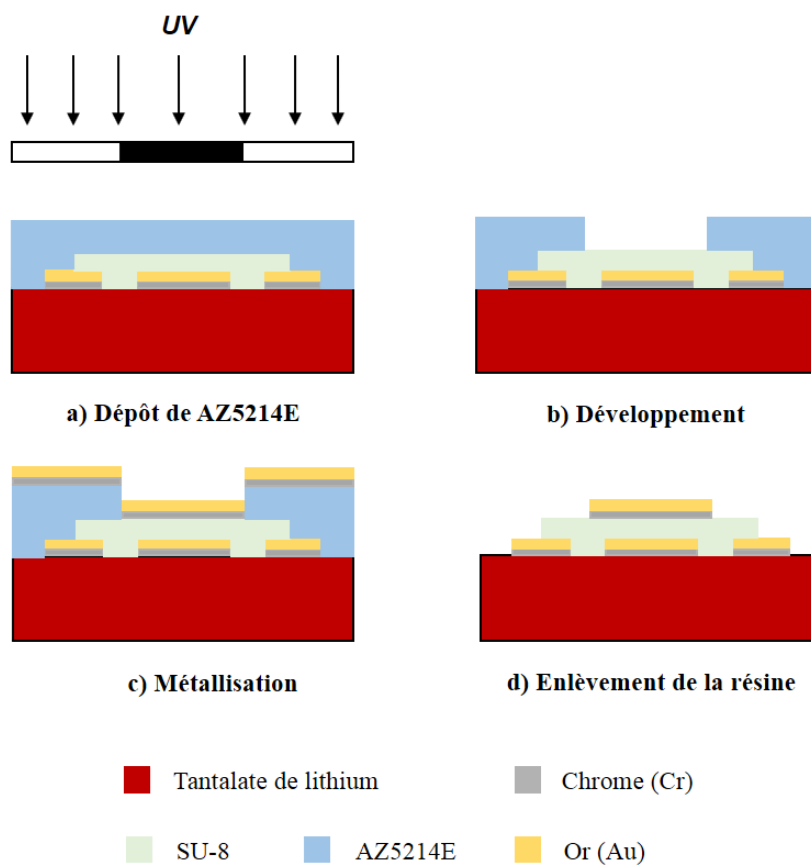 UV
a) Dépôt de AZ5214E
b) Développement
c) Métallisation
d) Enlèvement de la résine
Tantalate de lithium
Chrome (Cr)
SU-8
AZ5214E
Or (Au)